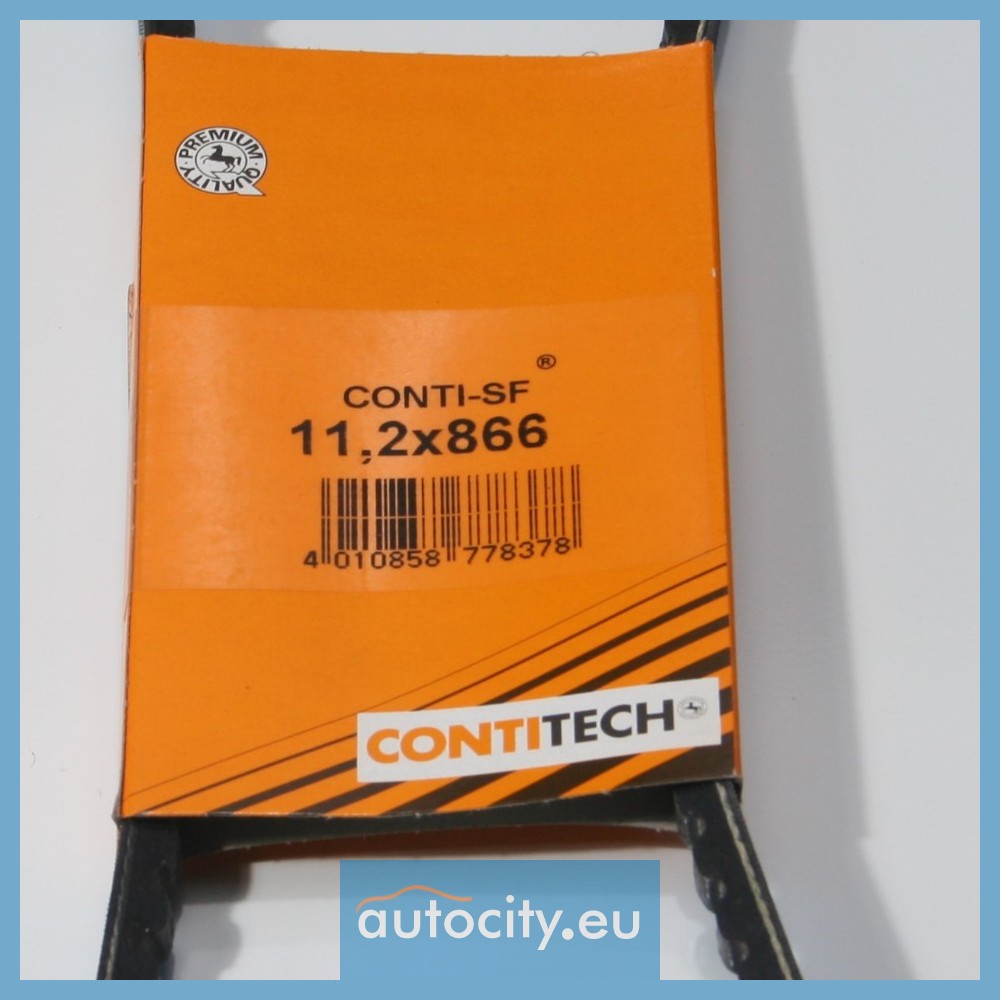 PREMIUM
QUALITY
®
CONTI-SF
11,2x866
4 010858 778378
CONTITECH
autocity.eu